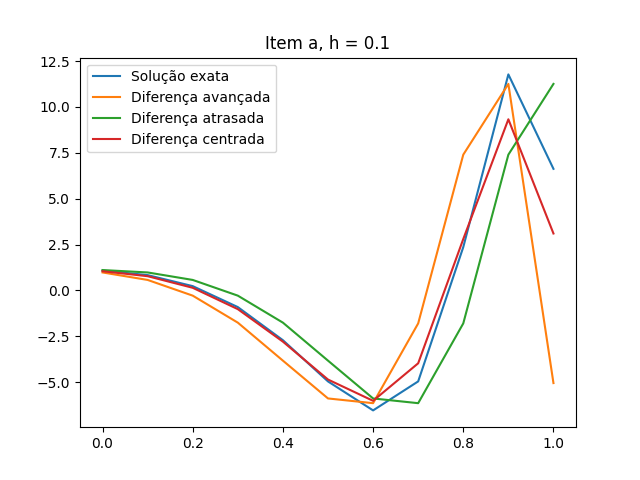 Item a, h = 0.1
12.5
10.0
7.5
5.0
2.5
0.0
−2.5
−5.0
Solução exata
Diferença avançada
Diferença atrasada
Diferença centrada
0.0 0.2 0.4 0.6 0.8 1.0